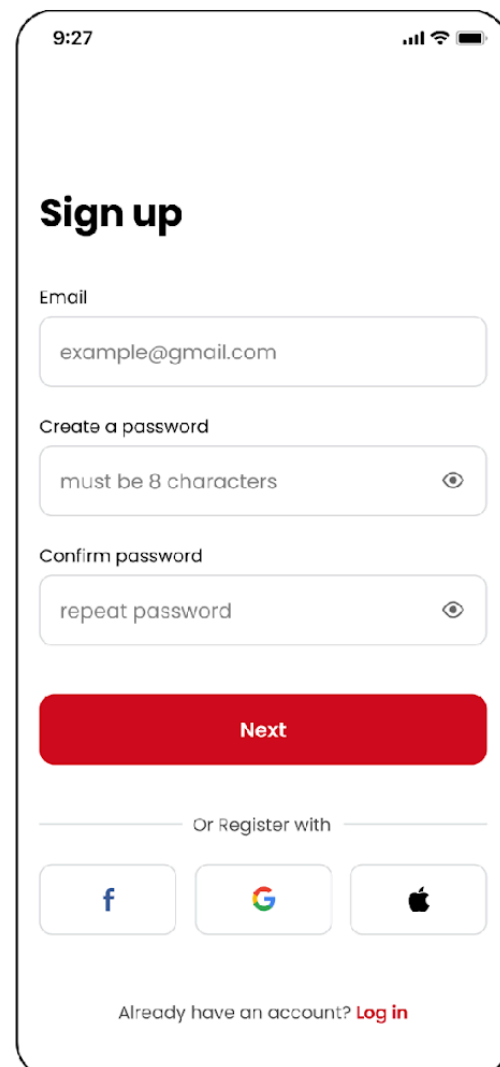 9:27
Sign up
Email
example@gmail.com
Create a password
must be 8 characters
Confirm password
repeat password
Next
Or Register with
f G
Already have an account? Log in